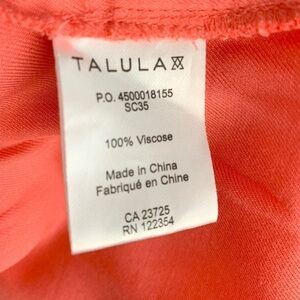 TALULA
P.O. 4500018155
SC35
100% Viscose
Made in China
Fabriqué en Chine
CA 23725
RN 122354